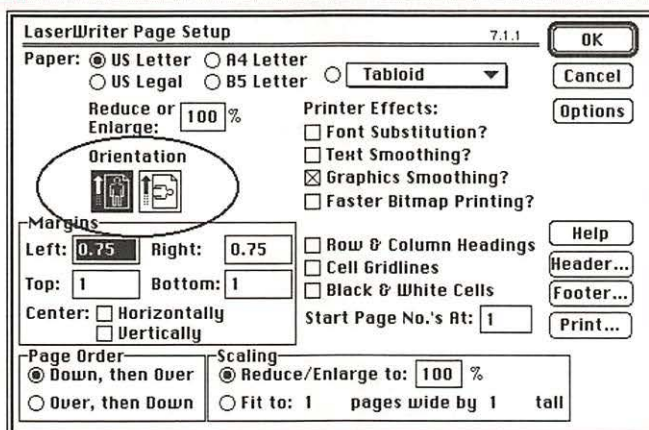 LaserWriter Page Setup 7.1.1 OK
Paper: US Letter A4 Letter Tabloid Cancel
US Legal B5 Letter
Reduce or Enlarge: 100 % Printer Effects: Options
Font Substitution?
Orientation Text Smoothing?
Graphics Smoothing?
Faster Bitmap Printing?
Margins
Left: 0.75 Right: 0.75 Row & Column Headings Help
Top: 1 Bottom: 1 Cell Gridlines Header...
Black & White Cells Footer...
Center: Horizontally Start Page No.'s At: 1 Print...
Vertically
Page Order Scaling
Down, then Over Reduce/Enlarge to: 100 %
Over, then Down Fit to: 1 pages wide by 1 tall